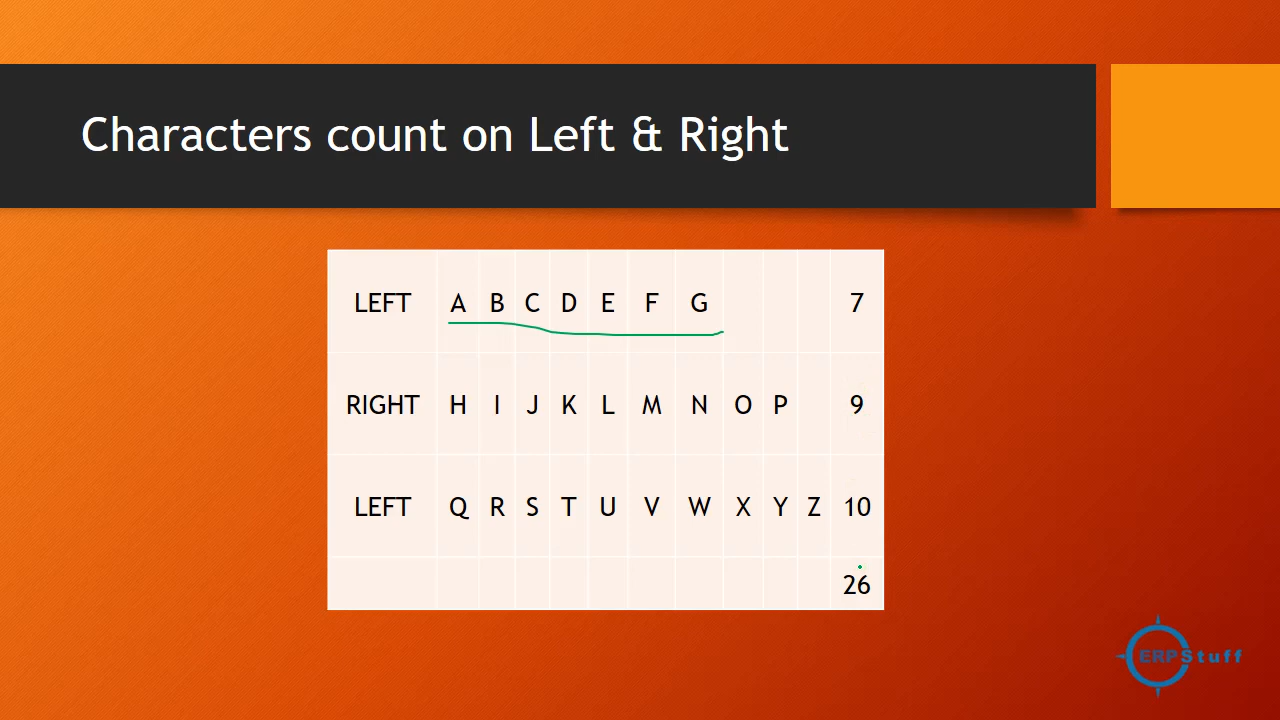 Characters count on Left & Right
LEFT A B C D E F G 7
RIGHT H I J K L M N O P 9
LEFT Q R S T U V W X Y Z 10
26
ERPStuff